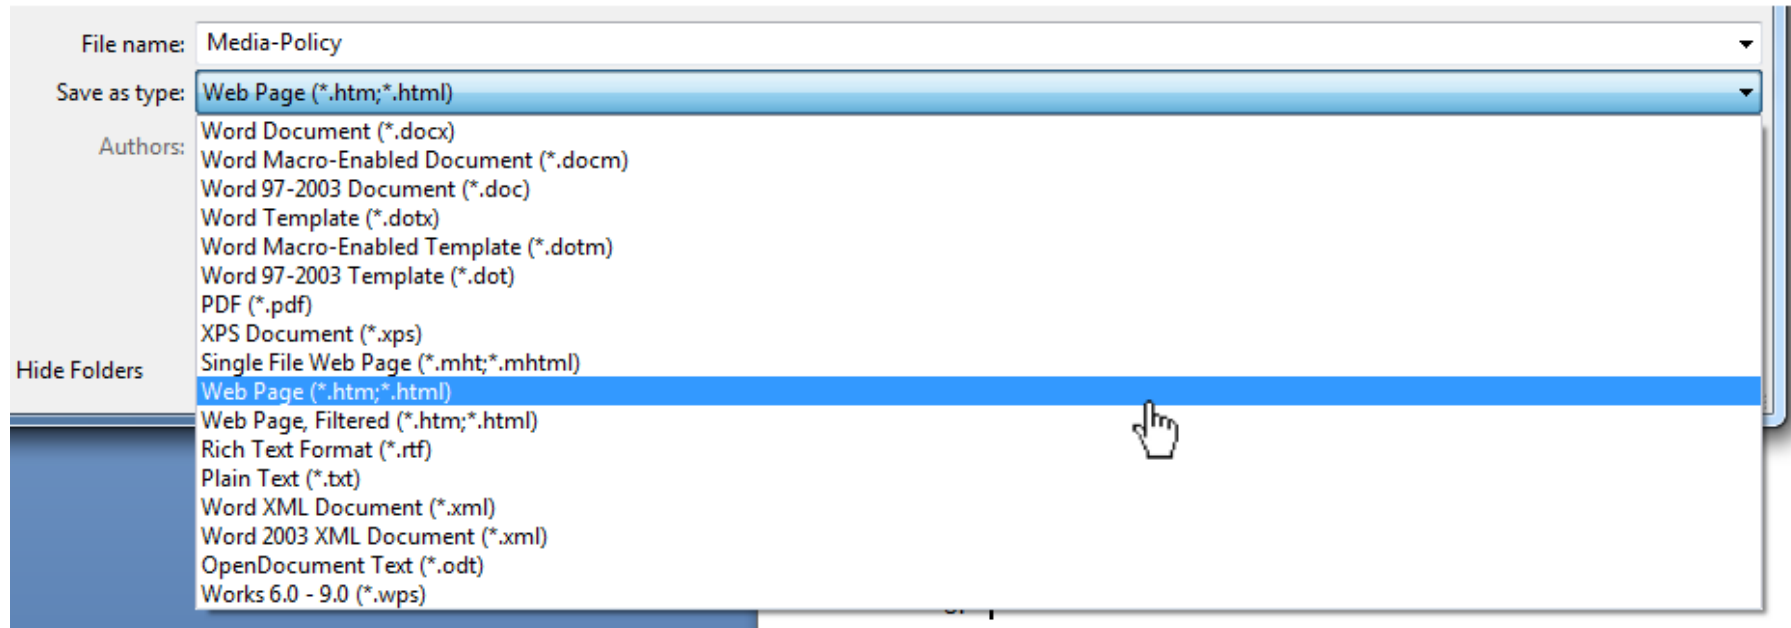 File name: Media-Policy
Save as type: Web Page (*.htm;*.html)
Authors:
Word Document (*.docx)
Word Macro-Enabled Document (*.docm)
Word 97-2003 Document (*.doc)
Word Template (*.dotx)
Word Macro-Enabled Template (*.dotm)
Word 97-2003 Template (*.dot)
PDF (*.pdf)
XPS Document (*.xps)
Single File Web Page (*.mht;*.mhtml)
Hide Folders
Web Page (*.htm;*.html)
Web Page, Filtered (*.htm;*.html)
Rich Text Format (*.rtf)
Plain Text (*.txt)
Word XML Document (*.xml)
Word 2003 XML Document (*.xml)
OpenDocument Text (*.odt)
Works 6.0 - 9.0 (*.wps)